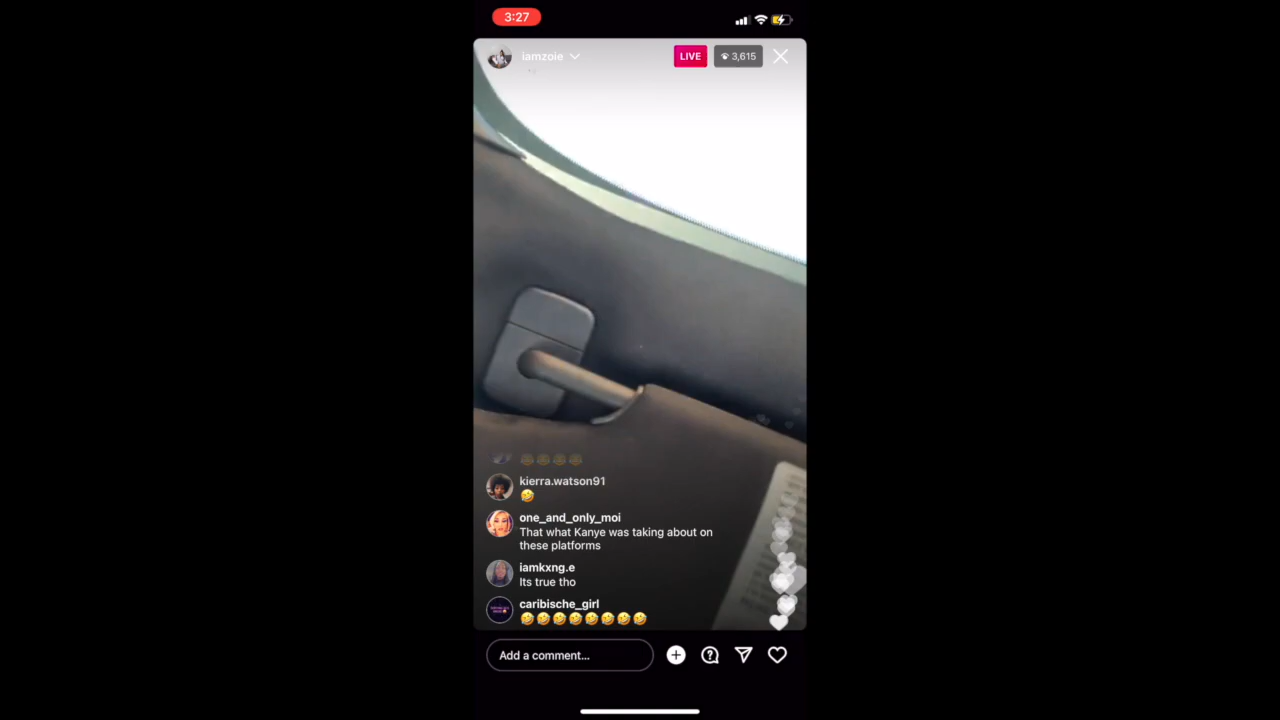 3:27
iamzoie
LIVE
3,615
kierra.watson91
🤣
one_and_only_moi
That what Kanye was taking about on
these platforms
iamkxng.e
Its true tho
caribische_girl
🤣🤣🤣🤣🤣🤣🤣🤣
Add a comment...